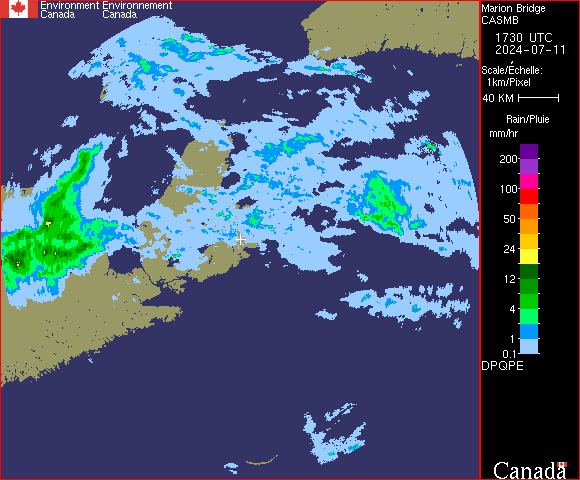 Environment Environnement
Canada Canada
Marion Bridge
CASMB
1730 UTC
2024-07-11
Scale/Échelle:
1km/Pixel
40 KM
Rain/Pluie
mm/hr
200
100
50
24
12
4
1
0.1
DPQPE
Canada